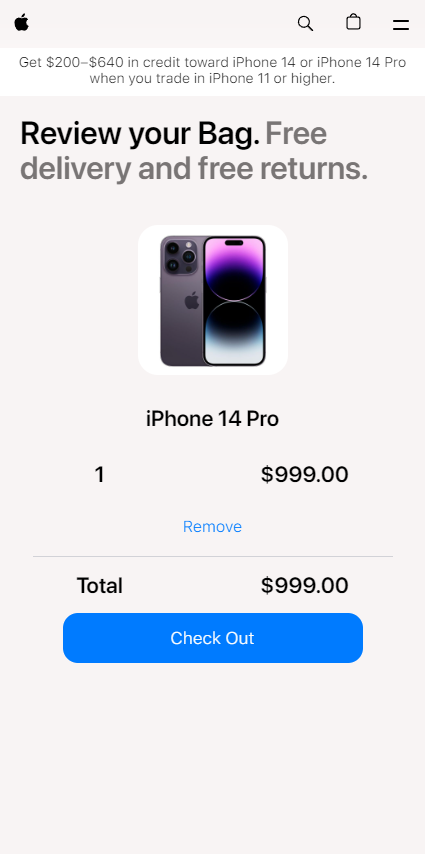 Get $200–$640 in credit toward iPhone 14 or iPhone 14 Pro
when you trade in iPhone 11 or higher.
Review your Bag. Free
delivery and free returns.
iPhone 14 Pro
1 $999.00
Remove
Total $999.00
Check Out